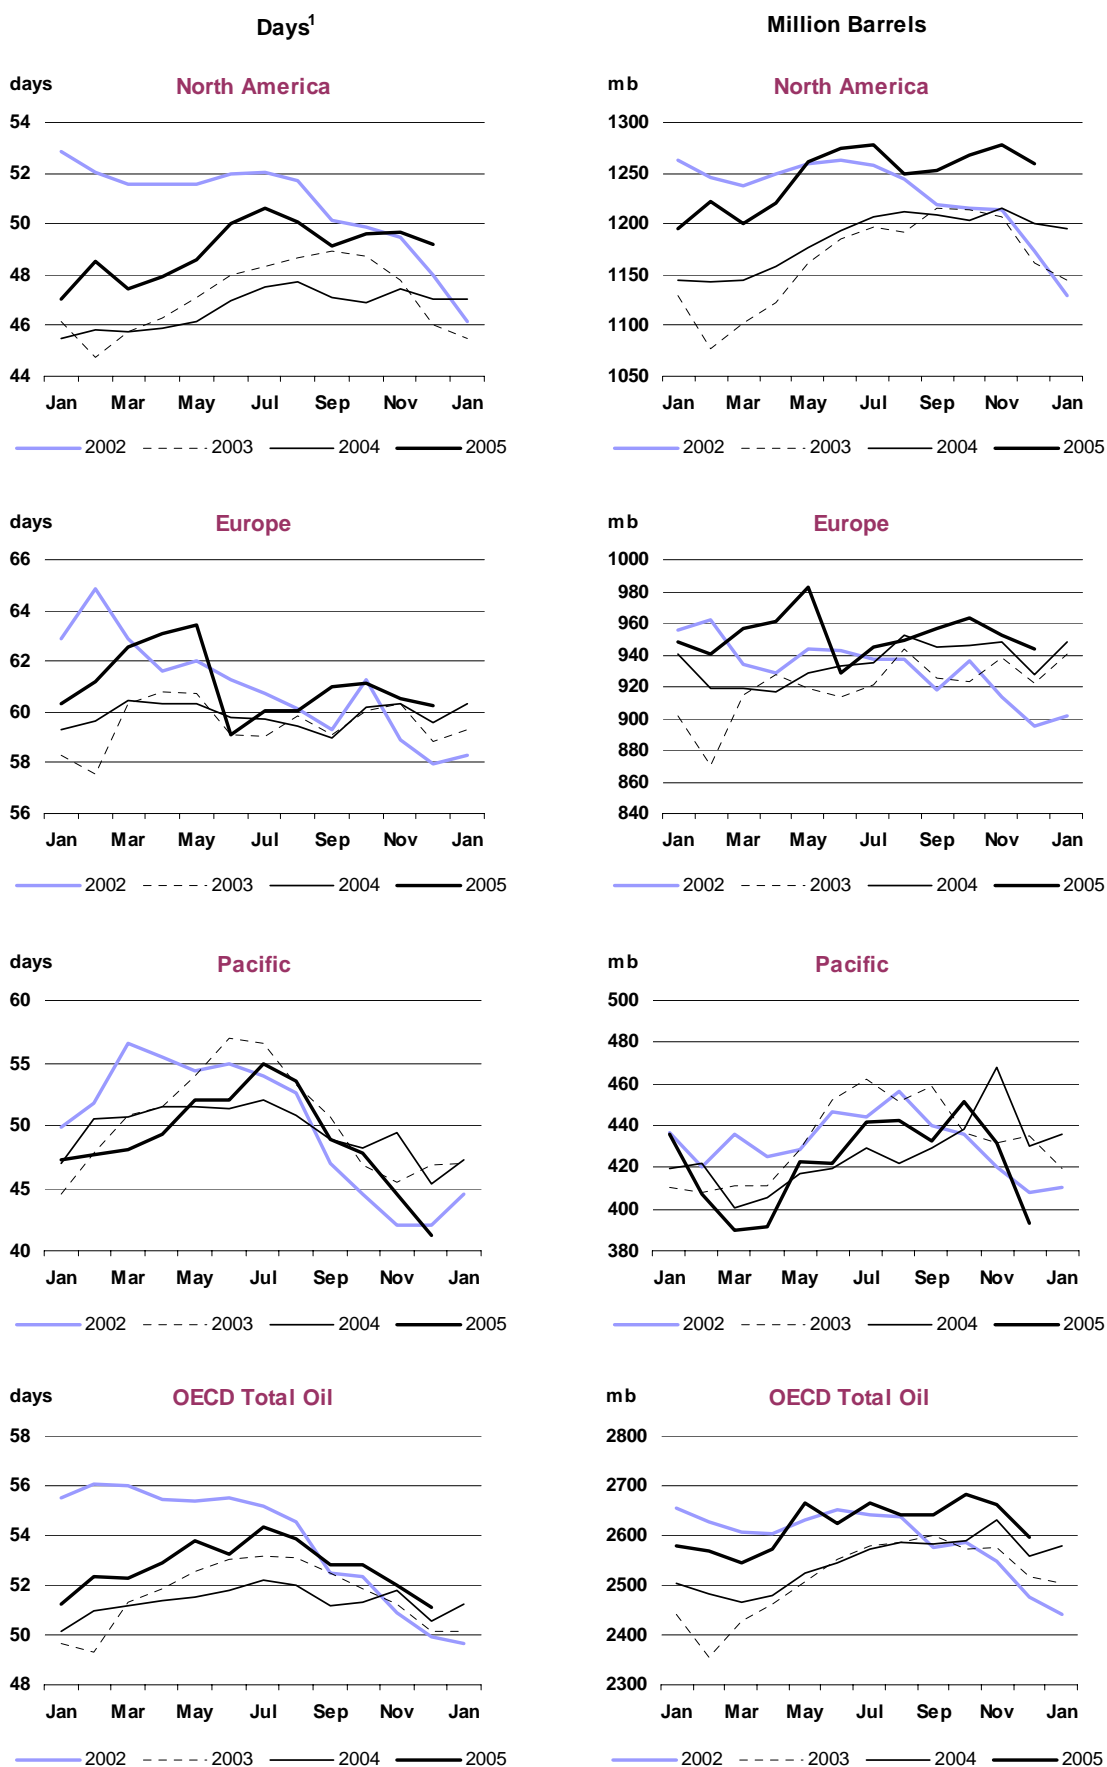 Days1
Million Barrels
days
North America
54
52
50
48
46
44
Jan Mar May Jul Sep Nov Jan
2002 2003 2004 2005
mb
North America
1300
1250
1200
1150
1100
1050
Jan Mar May Jul Sep Nov Jan
2002 2003 2004 2005
days
Europe
66
64
62
60
58
56
Jan Mar May Jul Sep Nov Jan
2002 2003 2004 2005
mb
Europe
1000
980
960
940
920
900
880
860
840
Jan Mar May Jul Sep Nov Jan
2002 2003 2004 2005
days
Pacific
60
55
50
45
40
Jan Mar May Jul Sep Nov Jan
2002 2003 2004 2005
mb
Pacific
500
480
460
440
420
400
380
Jan Mar May Jul Sep Nov Jan
2002 2003 2004 2005
days
OECD Total Oil
58
56
54
52
50
48
Jan Mar May Jul Sep Nov Jan
2002 2003 2004 2005
mb
OECD Total Oil
2800
2700
2600
2500
2400
2300
Jan Mar May Jul Sep Nov Jan
2002 2003 2004 2005